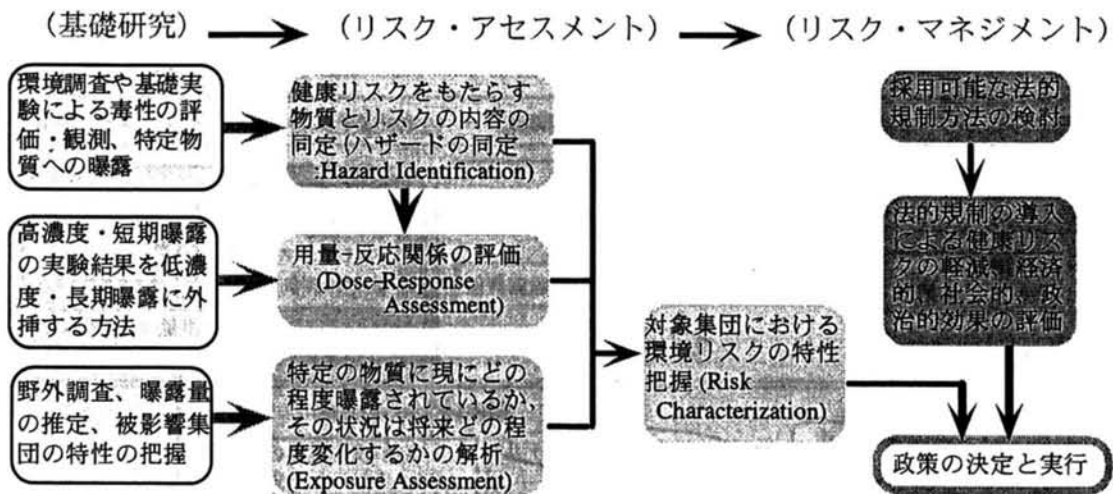 (基礎研究)
(リスク・アセスメント)
(リスク・マネジメント)
環境調査や基礎実
験による毒性の評
価・観測、特定物
質への曝露
健康リスクをもたらす
物質とリスクの内容の
同定(ハザードの同定
:Hazard Identification)
採用可能な法的
規制方法の検討
高濃度・短期曝露
の実験結果を低濃
度・長期曝露に外
挿する方法
用量-反応関係の評価
(Dose-Response
Assessment)
法的規制の導入
による健康リス
クの軽減、経済
的、社会的、政
治的効果の評価
野外調査、曝露量
の推定、被影響集
団の特性の把握
特定の物質に現にどの
程度曝露されているか、
その状況は将来どの程
度変化するかの解析
(Exposure Assessment)
対象集団における
環境リスクの特性
把握(Risk
Characterization)
政策の決定と実行